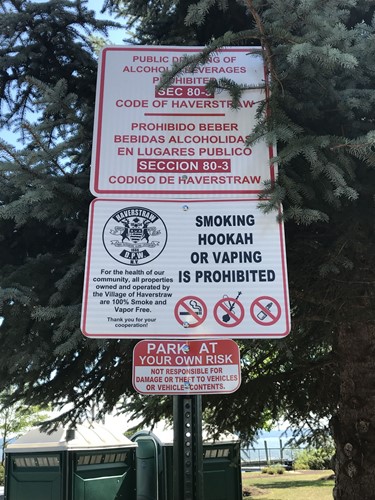 PUBLIC DRINKING OF
ALCOHOLIC BEVERAGES
PROHIBITED
SEC 80-3
CODE OF HAVERSTRAW
PROHIBIDO BEBER
BEBIDAS ALCOHOLIDAS
EN LUGARES PUBLICO
SECCION 80-3
CODIGO DE HAVERSTRAW
HAVERSTRAW
D.P.W.
N.Y.
For the health of our
community, all properties
owned and operated by
the Village of Haverstraw
are 100% Smoke and
Vapor Free.
Thank you for your
cooperation!
SMOKING
HOOKAH
OR VAPING
IS PROHIBITED
PARK AT
YOUR OWN RISK
NOT RESPONSIBLE FOR
DAMAGE OR THEFT TO VEHICLES
OR VEHICLE CONTENTS.